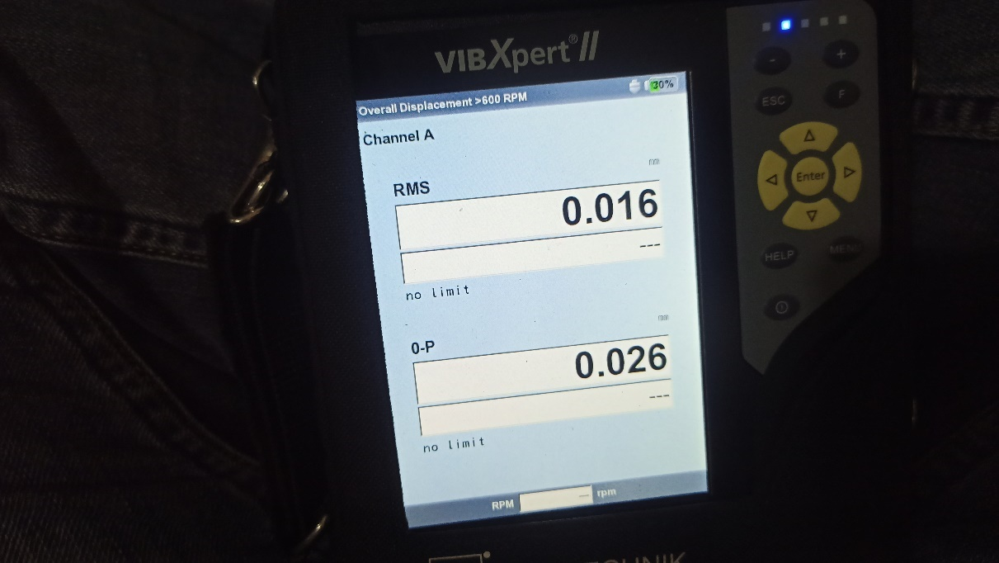 VIBXpert® II
30%
Overall Displacement >600 RPM
Channel A
mm
RMS
0.016
---
no limit
mm
0-P
0.026
---
no limit
RPM --- rpm
- +
ESC F
Enter
HELP MENU